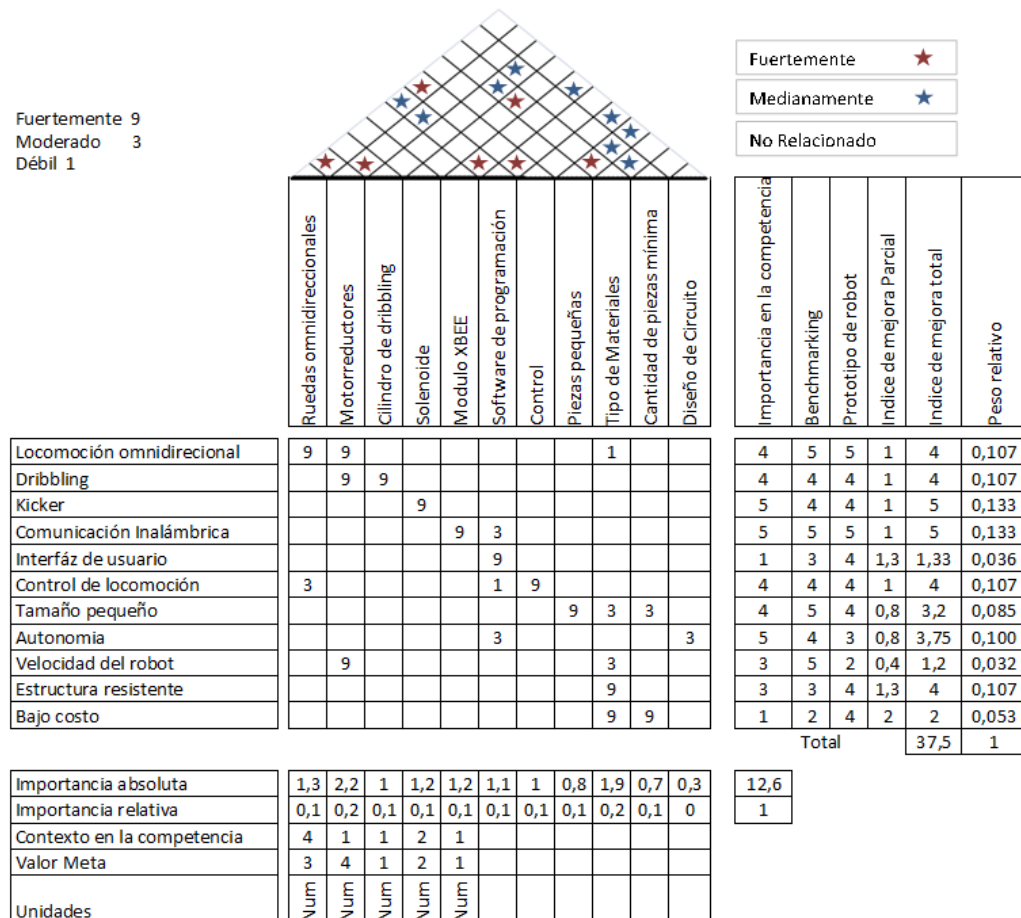 Fuertemente ★
Medianamente ★
No Relacionado
Fuertemente 9
Moderado 3
Débil 1
Ruedas omnidireccionales
Motorreductores
Cilindro de dribbling
Solenoide
Modulo XBEE
Software de programación
Control
Piezas pequeñas
Tipo de Materiales
Cantidad de piezas mínima
Diseño de Circuito
Importancia en la competencia
Benchmarking
Prototipo de robot
Indice de mejora Parcial
Indice de mejora total
Peso relativo
Locomoción omnidirecional 9 9 1 4 5 5 1 4 0,107
Dribbling 9 9 4 4 4 1 4 0,107
Kicker 9 5 4 4 1 5 0,133
Comunicación Inalámbrica 9 3 5 5 5 1 5 0,133
Interfáz de usuario 9 1 3 4 1,3 1,33 0,036
Control de locomoción 3 1 9 4 4 4 1 4 0,107
Tamaño pequeño 9 3 3 4 5 4 0,8 3,2 0,085
Autonomia 3 3 5 4 3 0,8 3,75 0,100
Velocidad del robot 9 3 3 5 2 0,4 1,2 0,032
Estructura resistente 9 3 3 4 1,3 4 0,107
Bajo costo 9 9 1 2 4 2 2 0,053
Total 37,5 1
Importancia absoluta 1,3 2,2 1 1,2 1,2 1,1 1 0,8 1,9 0,7 0,3 12,6
Importancia relativa 0,1 0,2 0,1 0,1 0,1 0,1 0,1 0,1 0,2 0,1 0 1
Contexto en la competencia 4 1 1 2 1
Valor Meta 3 4 1 2 1
Unidades Num Num Num Num Num